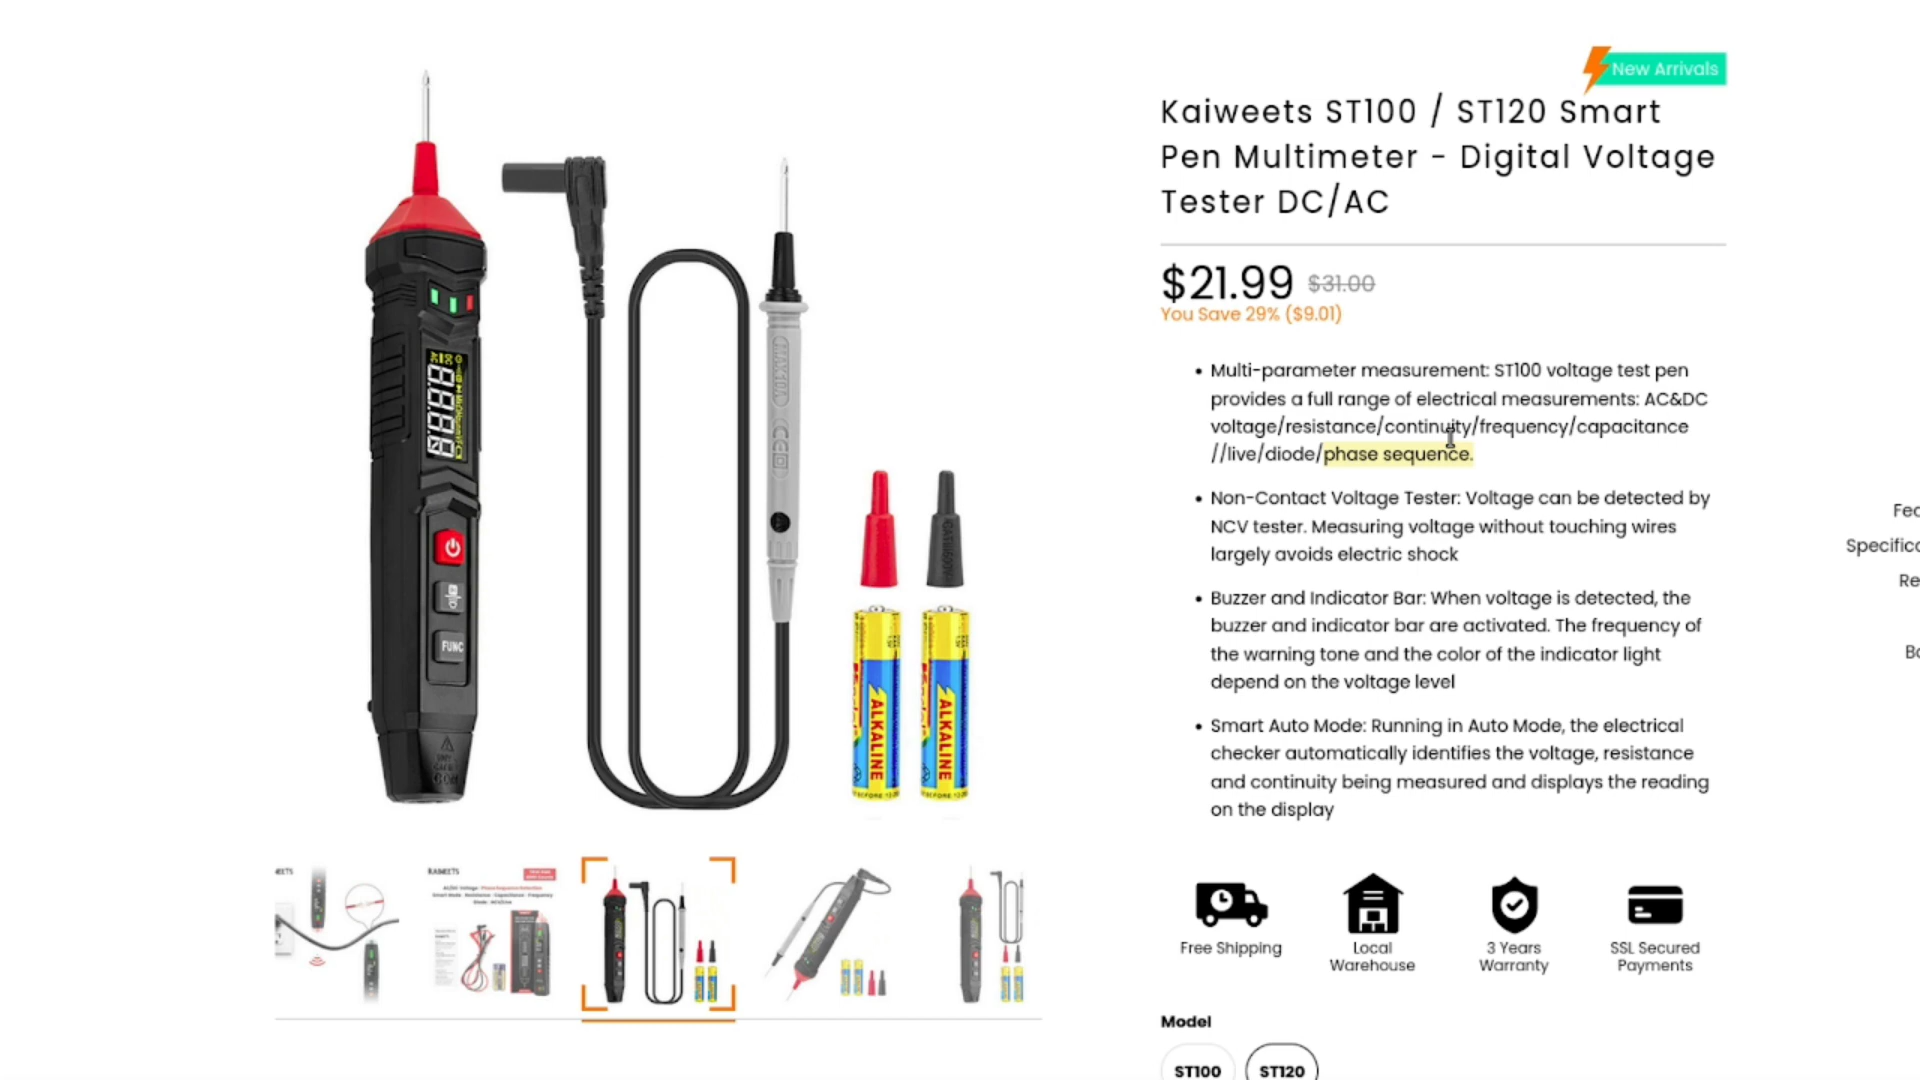 New Arrivals
Kaiweets ST100 / ST120 Smart
Pen Multimeter - Digital Voltage
Tester DC/AC
$21.99 $31.00
You Save 29% ($9.01)
• Multi-parameter measurement: ST100 voltage test pen
provides a full range of electrical measurements: AC&DC
voltage/resistance/continuity/frequency/capacitance
//live/diode/phase sequence.
• Non-Contact Voltage Tester: Voltage can be detected by
NCV tester. Measuring voltage without touching wires
largely avoids electric shock
• Buzzer and Indicator Bar: When voltage is detected, the
buzzer and indicator bar are activated. The frequency of
the warning tone and the color of the indicator light
depend on the voltage level
• Smart Auto Mode: Running in Auto Mode, the electrical
checker automatically identifies the voltage, resistance
and continuity being measured and displays the reading
on the display
Free Shipping
Local
Warehouse
3 Years
Warranty
SSL Secured
Payments
Model
ST100
ST120
Fea
Specifica
Re
Bo
FUNC
ALKALINE
ALKALINE
KAIWEETS